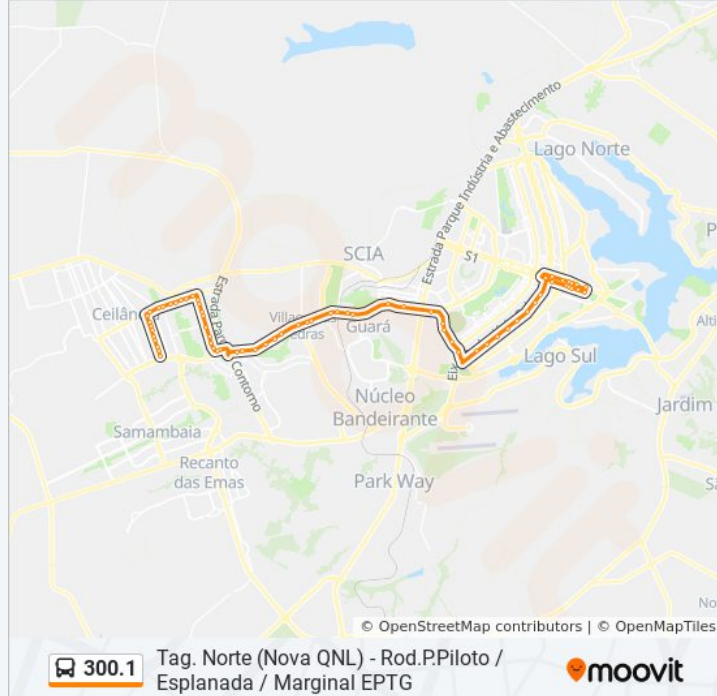 Estrada Parque Indústria e Abastecimento
Lago Norte
SCIA
S1
Ceilân
Estrada Par
Contorno
Guará
Lago Sul
Núcleo
Bandeirante
Jardim
Samambaia
Recanto
das Emas
Park Way
© OpenStreetMap contributors | © OpenMapTiles
300.1
Tag. Norte (Nova QNL) - Rod.P.Piloto /
Esplanada / Marginal EPTG
moovit